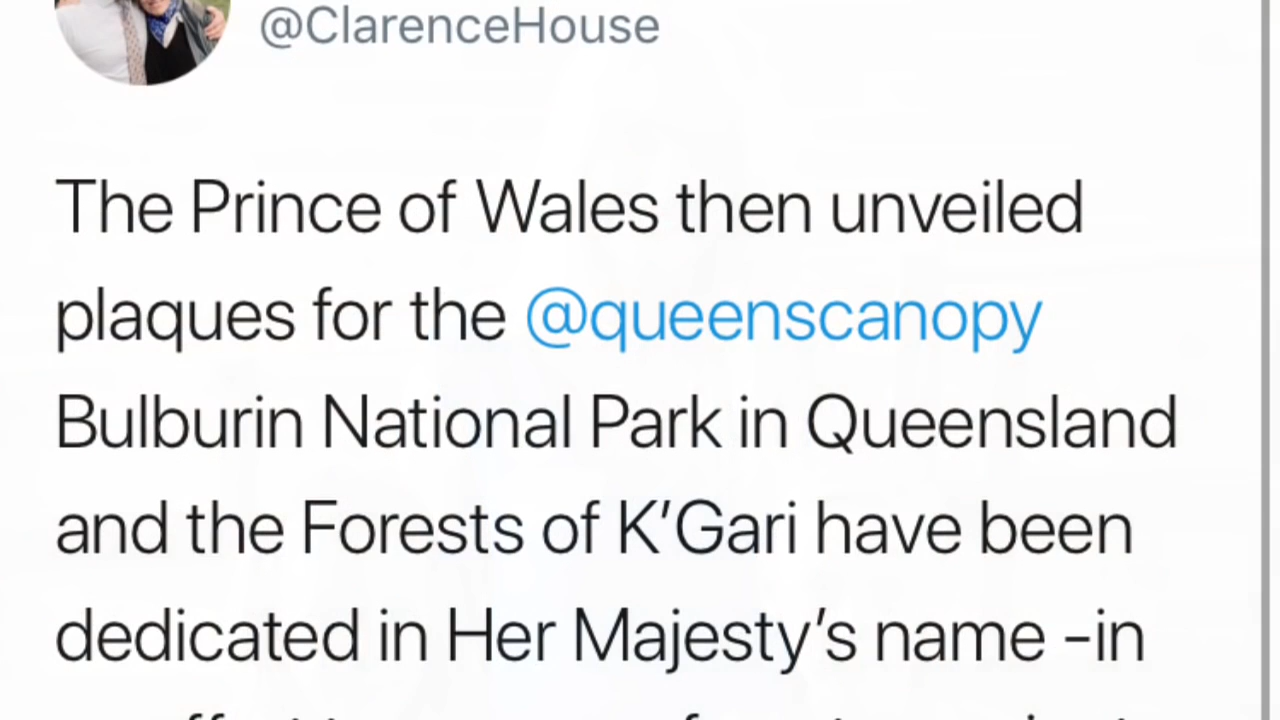 @ClarenceHouse
The Prince of Wales then unveiled
plaques for the @queenscanopy
Bulburin National Park in Queensland
and the Forests of K’Gari have been
dedicated in Her Majesty’s name -in